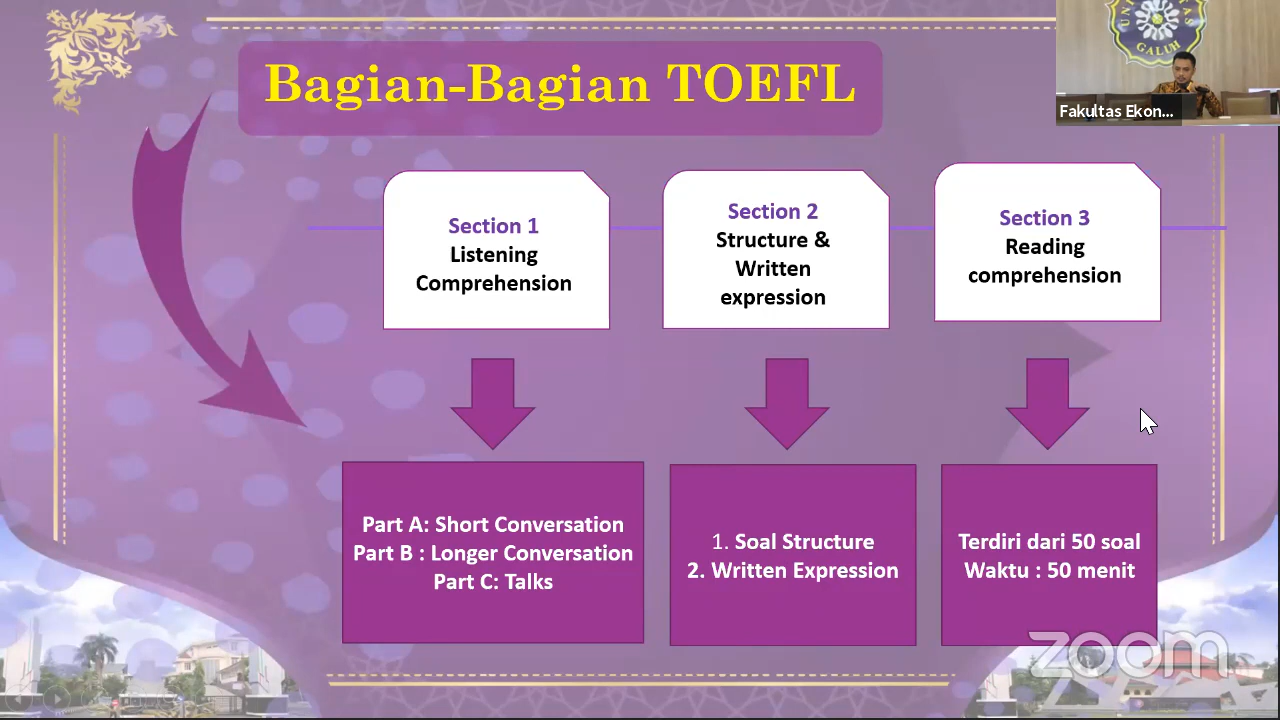 Bagian-Bagian TOEFL
GALUH
Fakultas Ekon...
Section 1
Listening
Comprehension
Section 2
Structure &
Written
expression
Section 3
Reading
comprehension
Part A: Short Conversation
Part B : Longer Conversation
Part C: Talks
1. Soal Structure
2. Written Expression
Terdiri dari 50 soal
Waktu : 50 menit
zoom